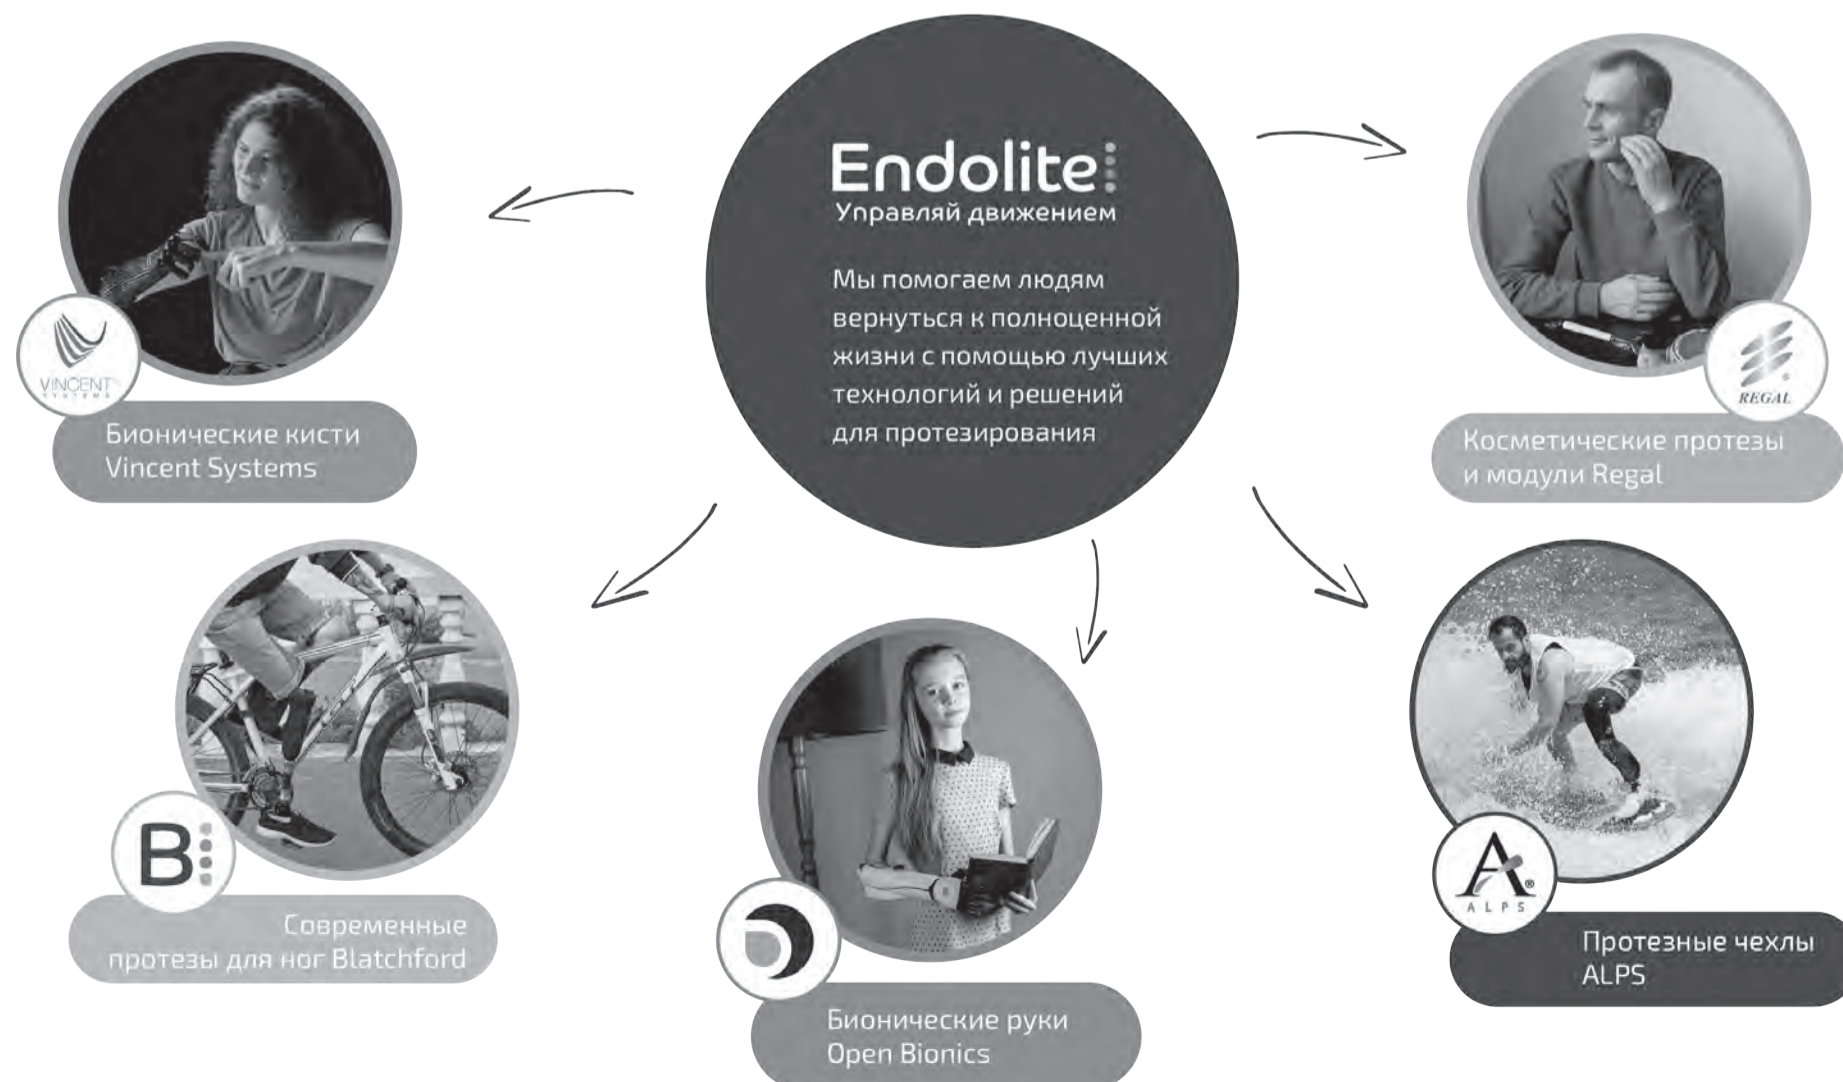 Endolite
Управляй движением
Мы помогаем людям
вернуться к полноценной
жизни с помощью лучших
технологий и решений
для протезирования
VINCENT
SYSTEMS
Бионические кисти
Vincent Systems
REGAL
Косметические протезы
и модули Regal
B
Современные
протезы для ног Blatchford
Бионические руки
Open Bionics
A®
ALPS
Протезные чехлы
ALPS